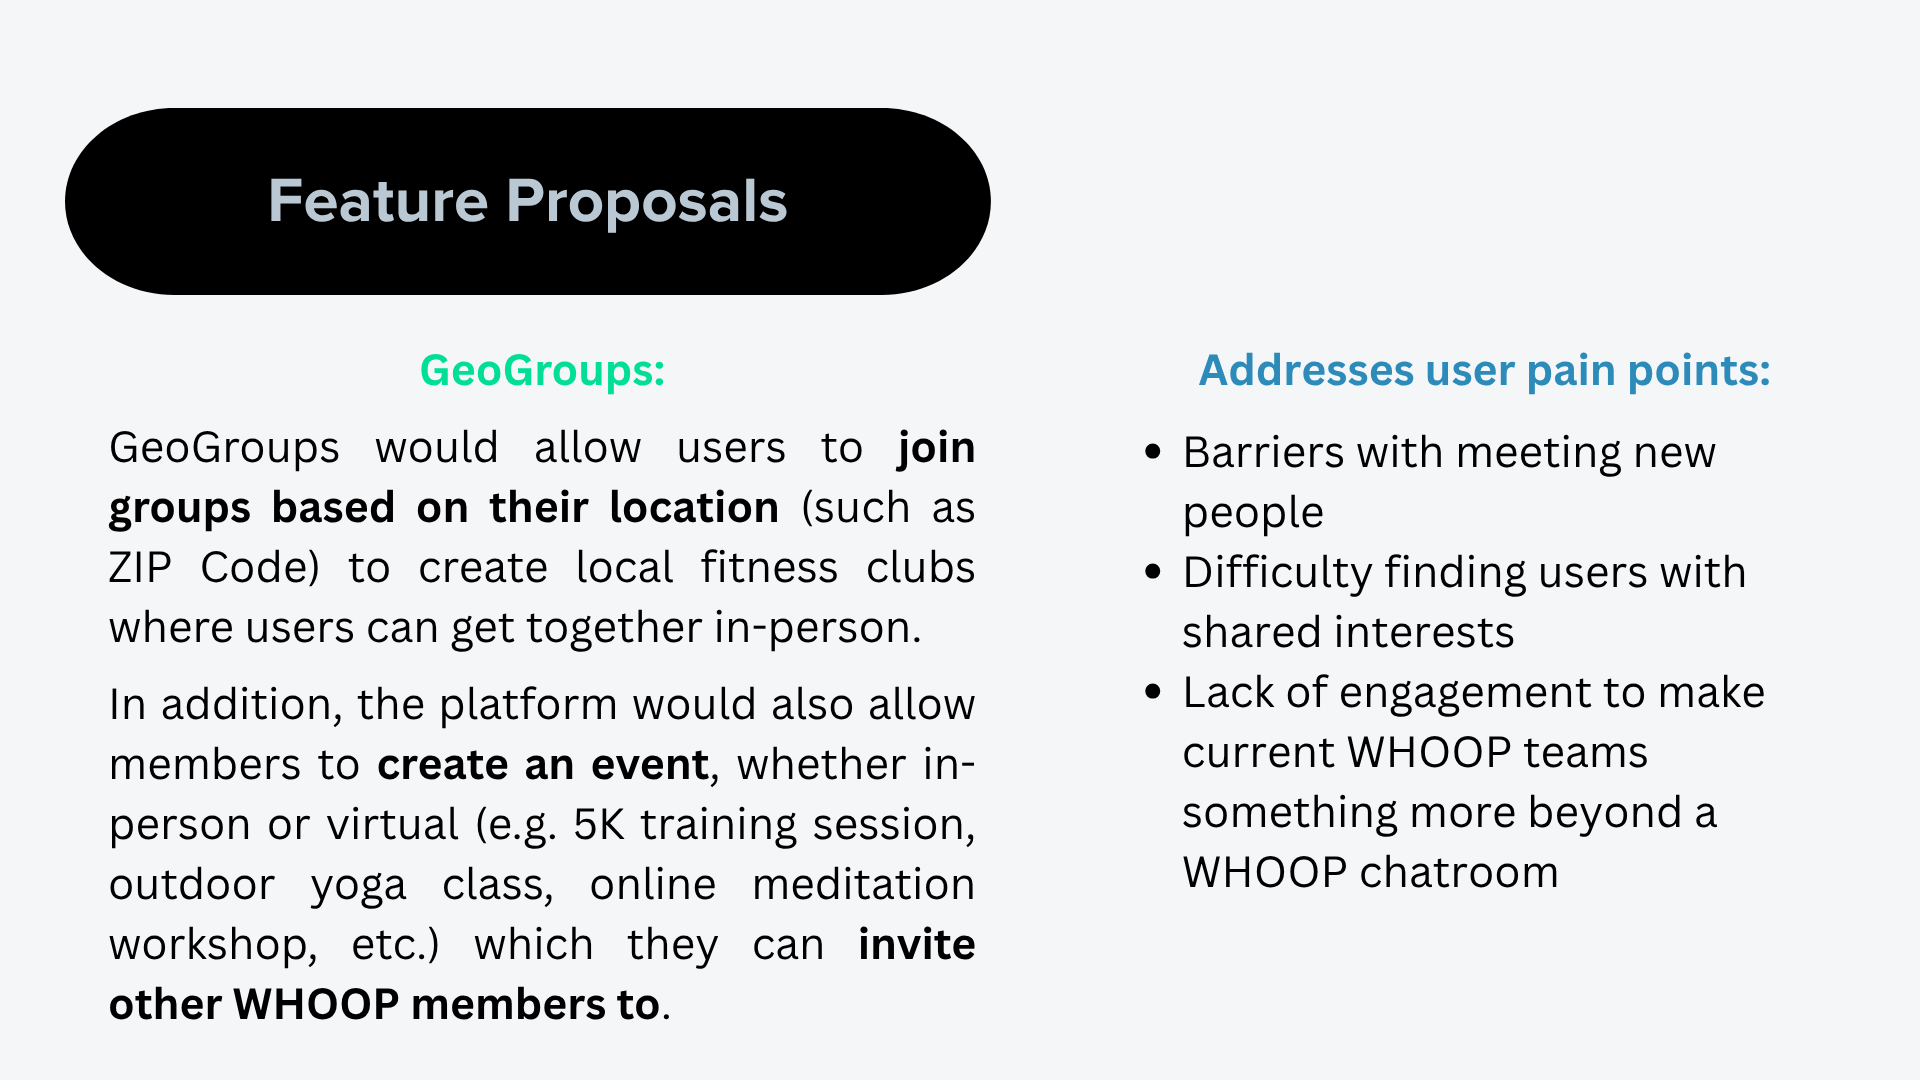 Feature Proposals
GeoGroups:
GeoGroups would allow users to join
groups based on their location (such as
ZIP Code) to create local fitness clubs
where users can get together in-person.
In addition, the platform would also allow
members to create an event, whether in-
person or virtual (e.g. 5K training session,
outdoor yoga class, online meditation
workshop, etc.) which they can invite
other WHOOP members to.
Addresses user pain points:
• Barriers with meeting new
people
• Difficulty finding users with
shared interests
• Lack of engagement to make
current WHOOP teams
something more beyond a
WHOOP chatroom